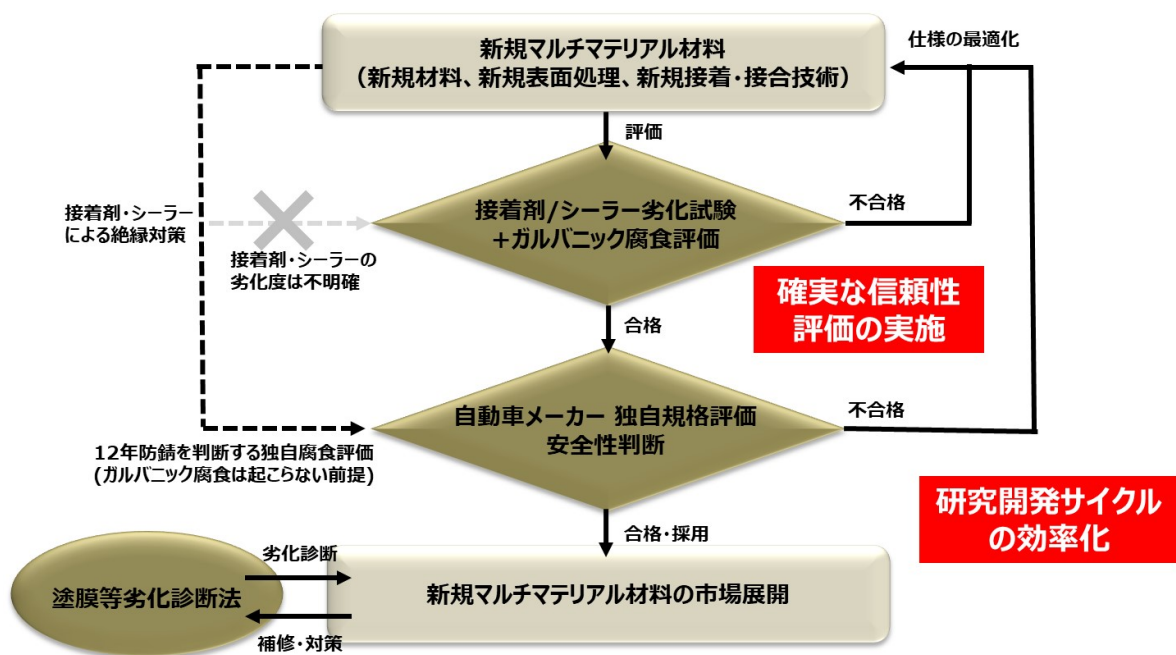 新規マルチマテリアル材料
（新規材料、新規表面処理、新規接着・接合技術）
仕様の最適化
評価
接着剤・シーラー
による絶縁対策
接着剤/シーラー劣化試験
+ガルバニック腐食評価
不合格
接着剤・シーラーの
劣化度は不明確
確実な信頼性
評価の実施
合格
自動車メーカー 独自規格評価
安全性判断
不合格
12年防錆を判断する独自腐食評価
(ガルバニック腐食は起こらない前提)
研究開発サイクル
の効率化
合格・採用
劣化診断
塗膜等劣化診断法
新規マルチマテリアル材料の市場展開
補修・対策